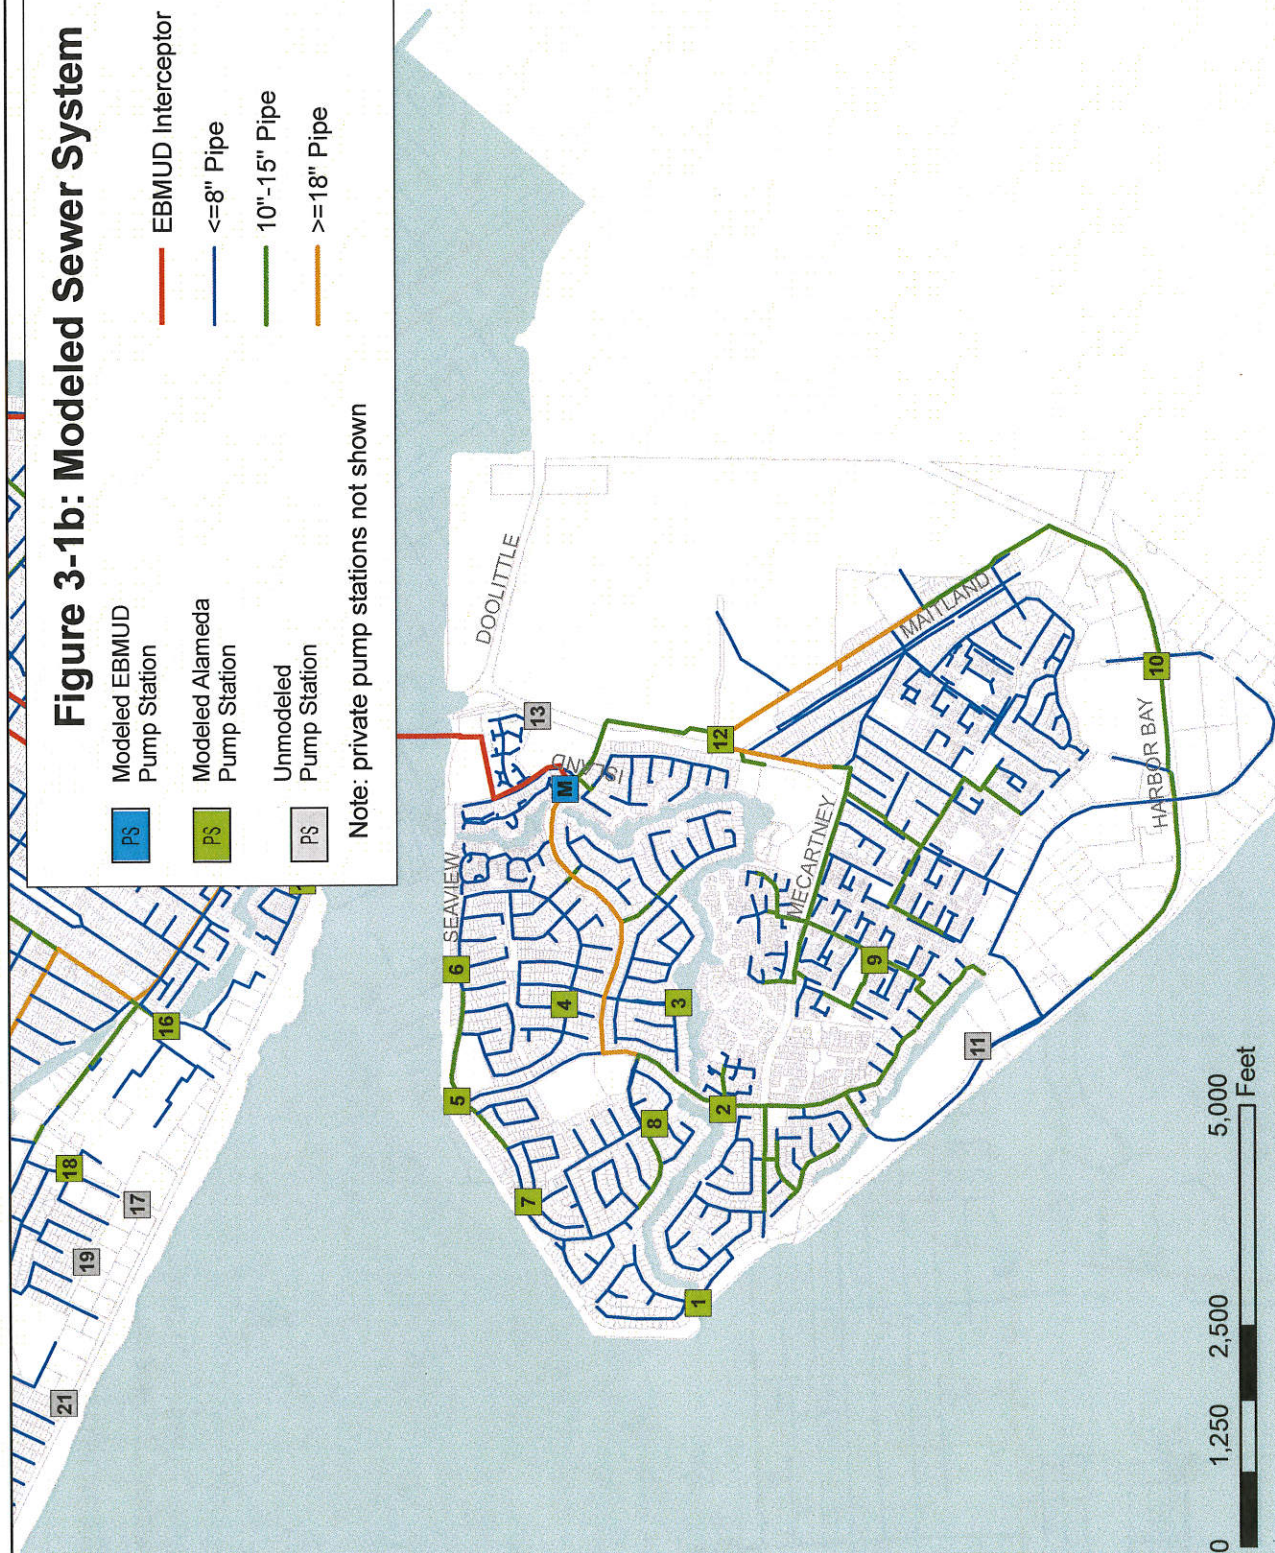 Figure 3-1b: Modeled Sewer System
PS
Modeled EBMUD
Pump Station
PS
Modeled Alameda
Pump Station
PS
Unmodeled
Pump Station
EBMUD Interceptor
<=8" Pipe
10"-15" Pipe
>=18" Pipe
Note: private pump stations not shown
16
18
17
19
21
DOOLITTLE
13
ISLAND
M
SEAVIEW
6
5
4
3
7
8
2
1
12
MAITLAND
MECARTNEY
9
10
HARBOR BAY
11
0
1,250
2,500
5,000
Feet